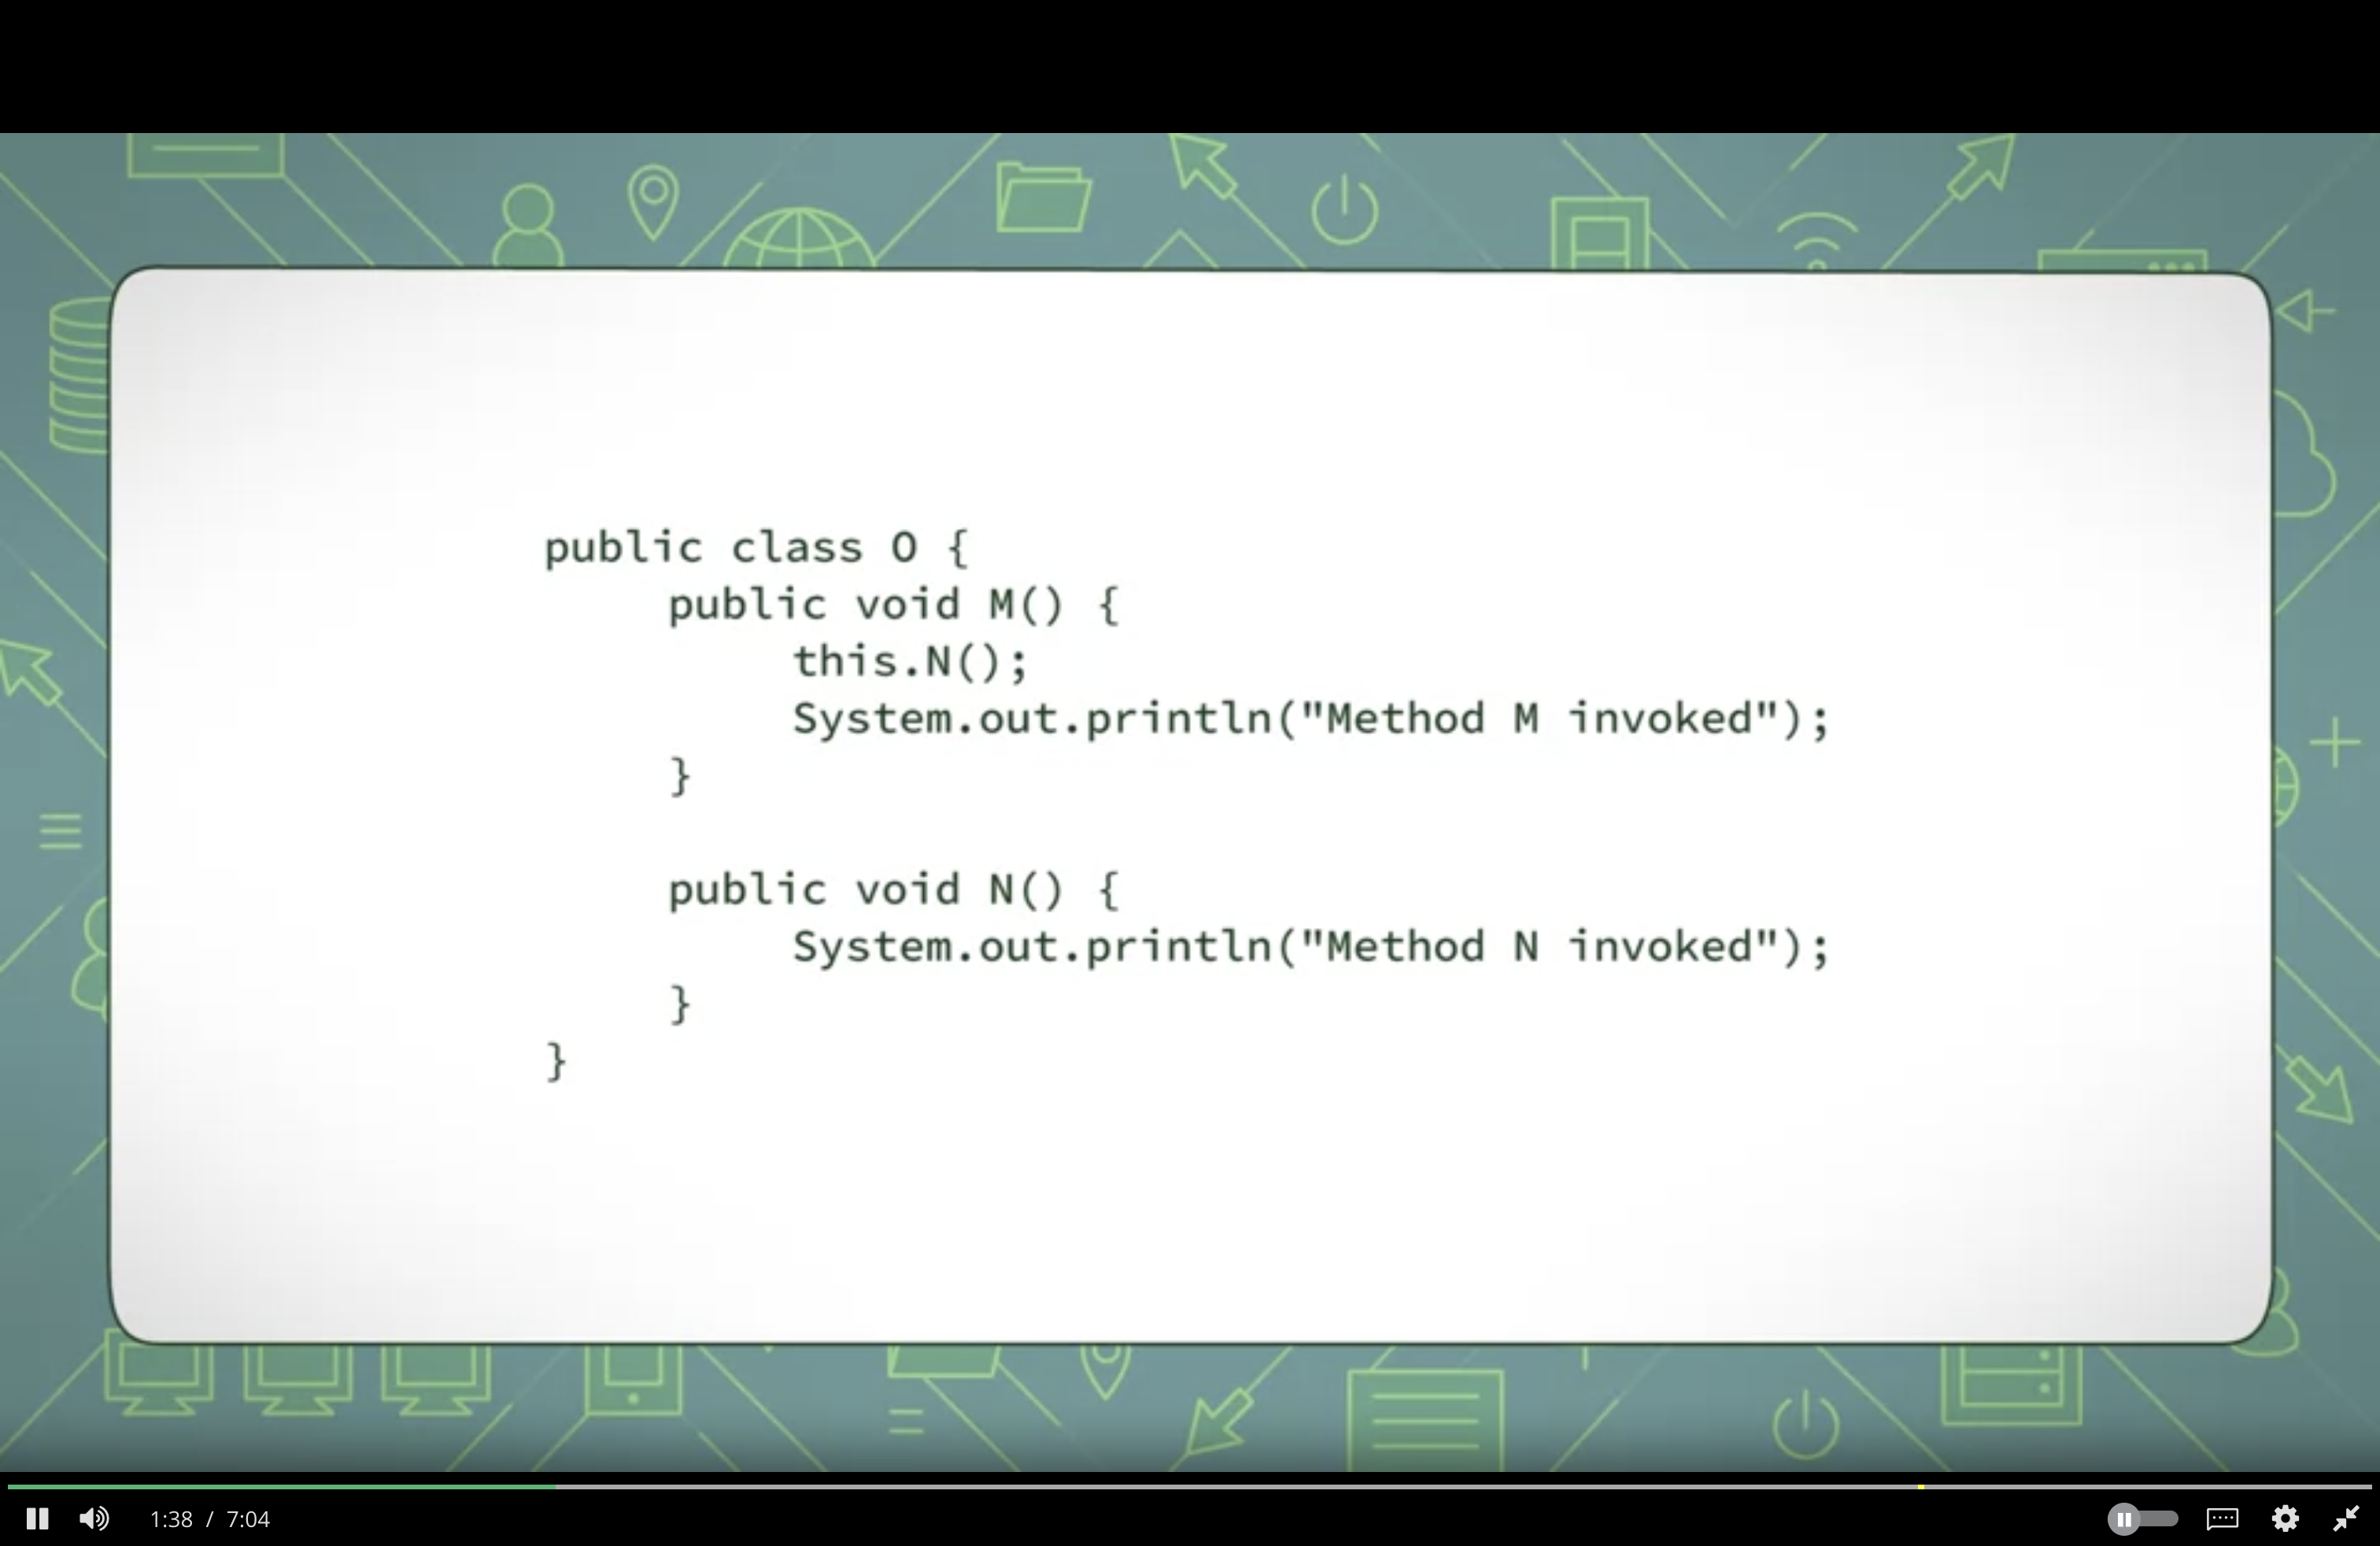 public class O {
public void M() {
this.N();
System.out.println("Method M invoked");
}
public void N() {
System.out.println("Method N invoked");
}
}
1:38 / 7:04